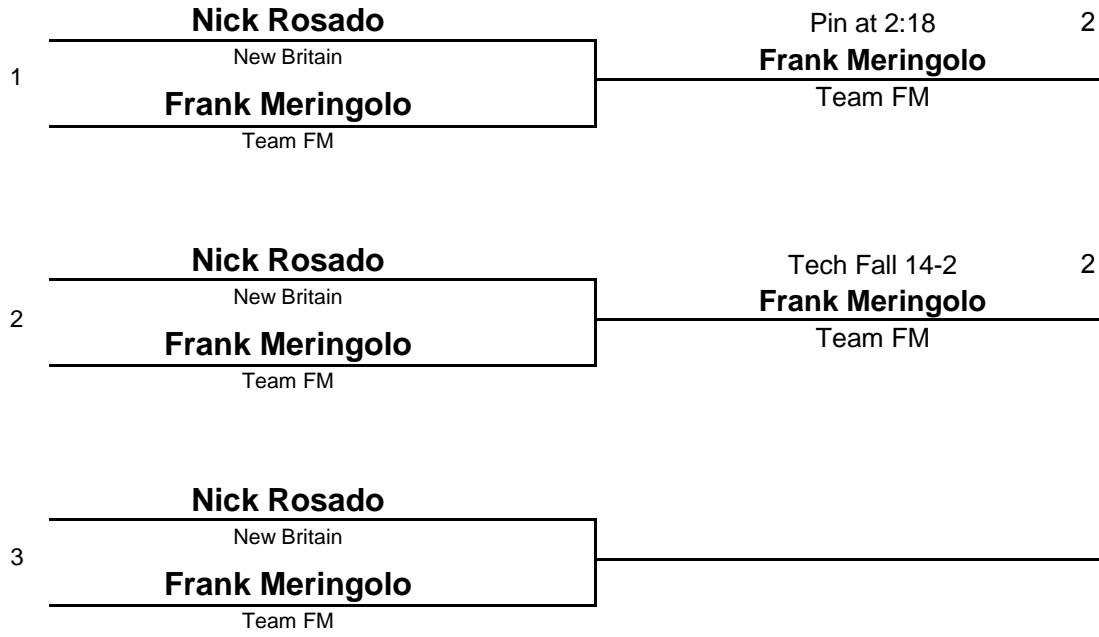 Nick Rosado
Pin at 2:18 2
New Britain
Frank Meringolo
1
Frank Meringolo
Team FM
Team FM
Nick Rosado
Tech Fall 14-2 2
New Britain
Frank Meringolo
2
Frank Meringolo
Team FM
Team FM
Nick Rosado
New Britain
3
Frank Meringolo
Team FM